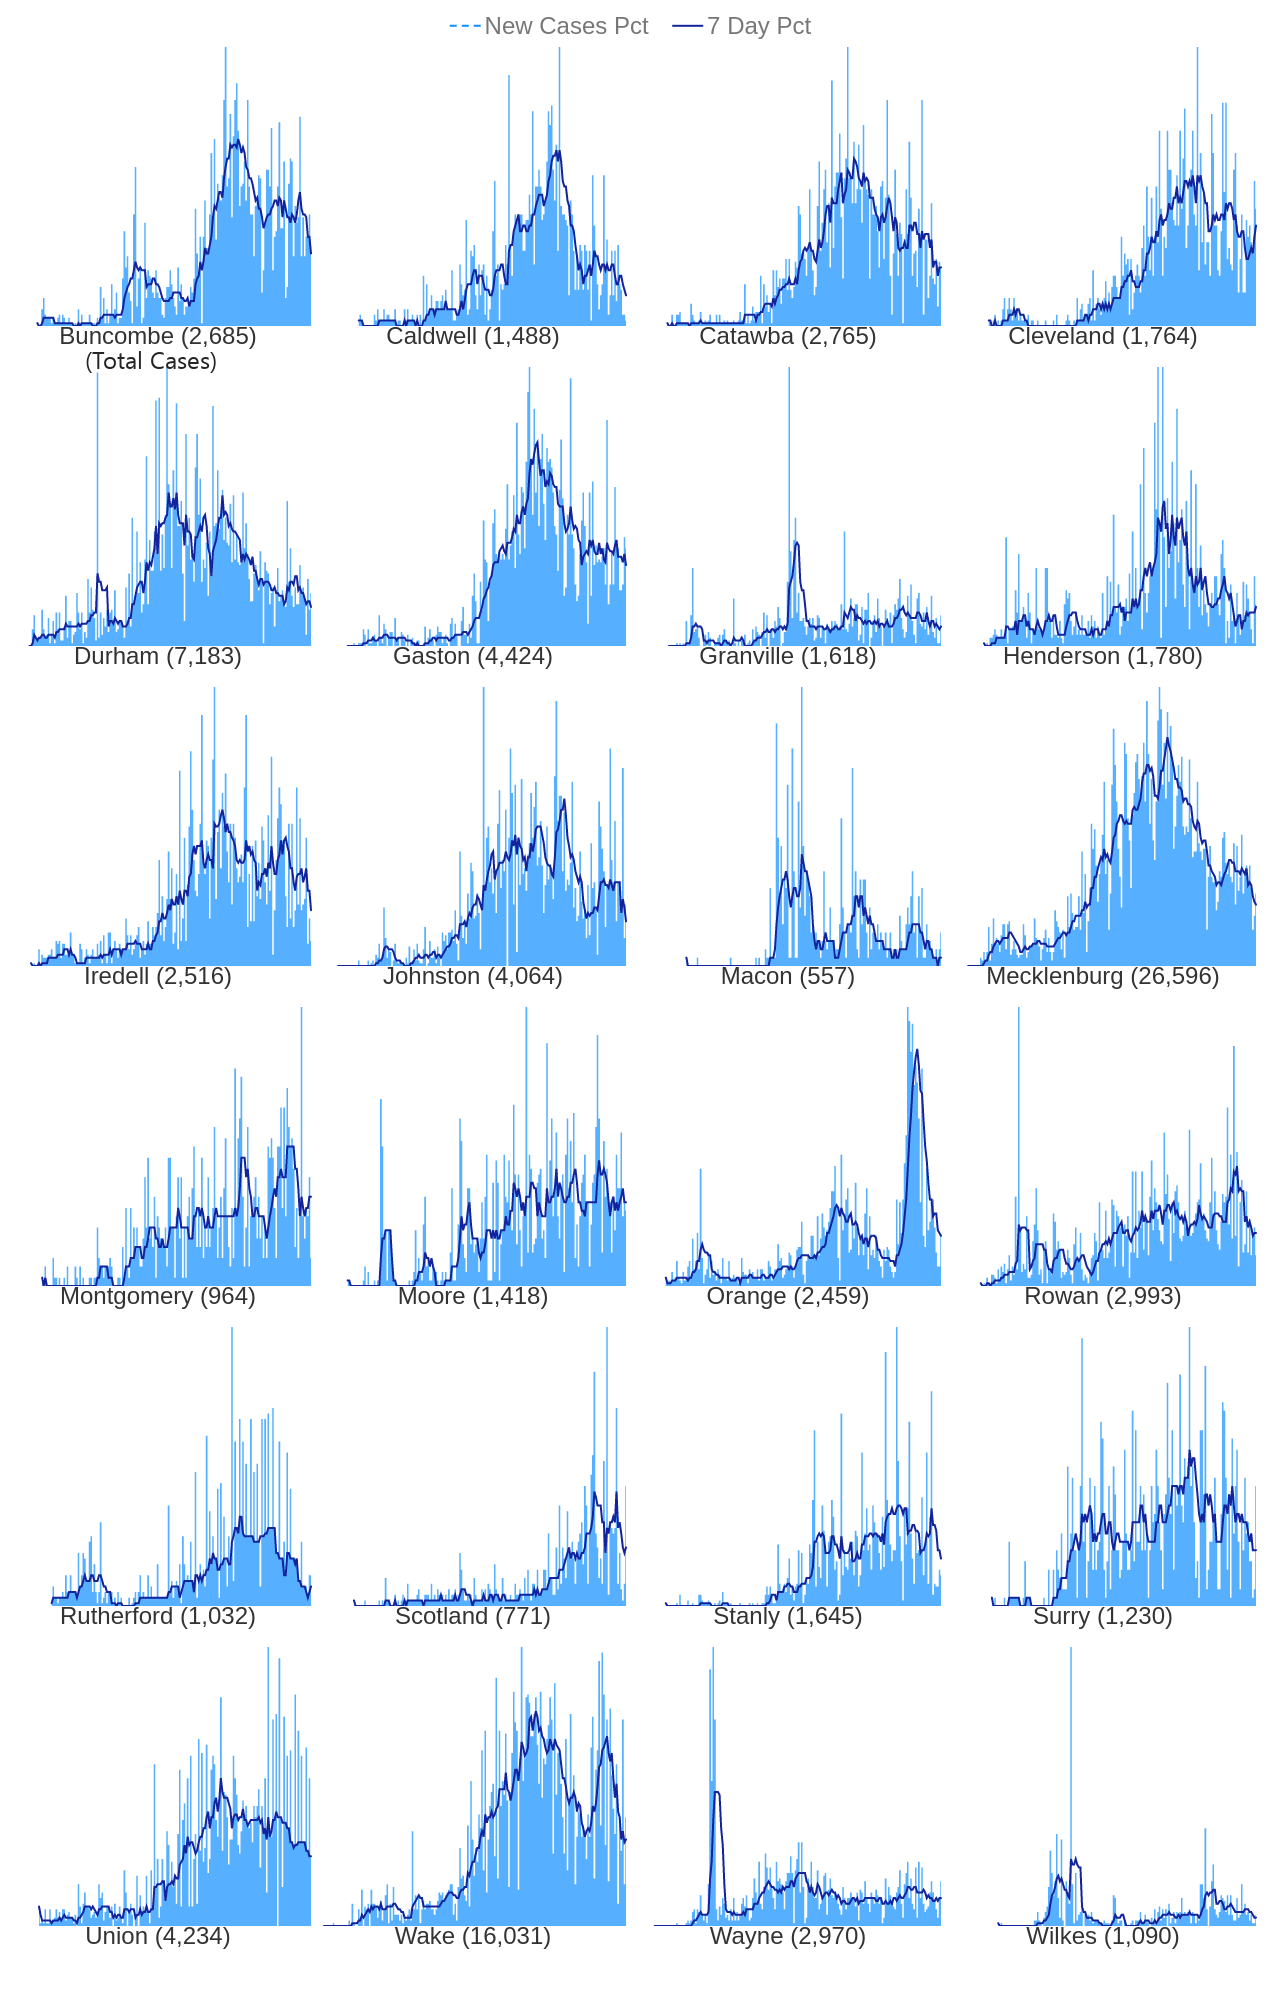 New Cases Pct 7 Day Pct
Buncombe (2,685) Caldwell (1,488) Catawba (2,765) Cleveland (1,764)
(Total Cases)
Durham (7,183) Gaston (4,424) Granville (1,618) Henderson (1,780)
Iredell (2,516) Johnston (4,064) Macon (557) Mecklenburg (26,596)
Montgomery (964) Moore (1,418) Orange (2,459) Rowan (2,993)
Rutherford (1,032) Scotland (771) Stanly (1,645) Surry (1,230)
Union (4,234) Wake (16,031) Wayne (2,970) Wilkes (1,090)